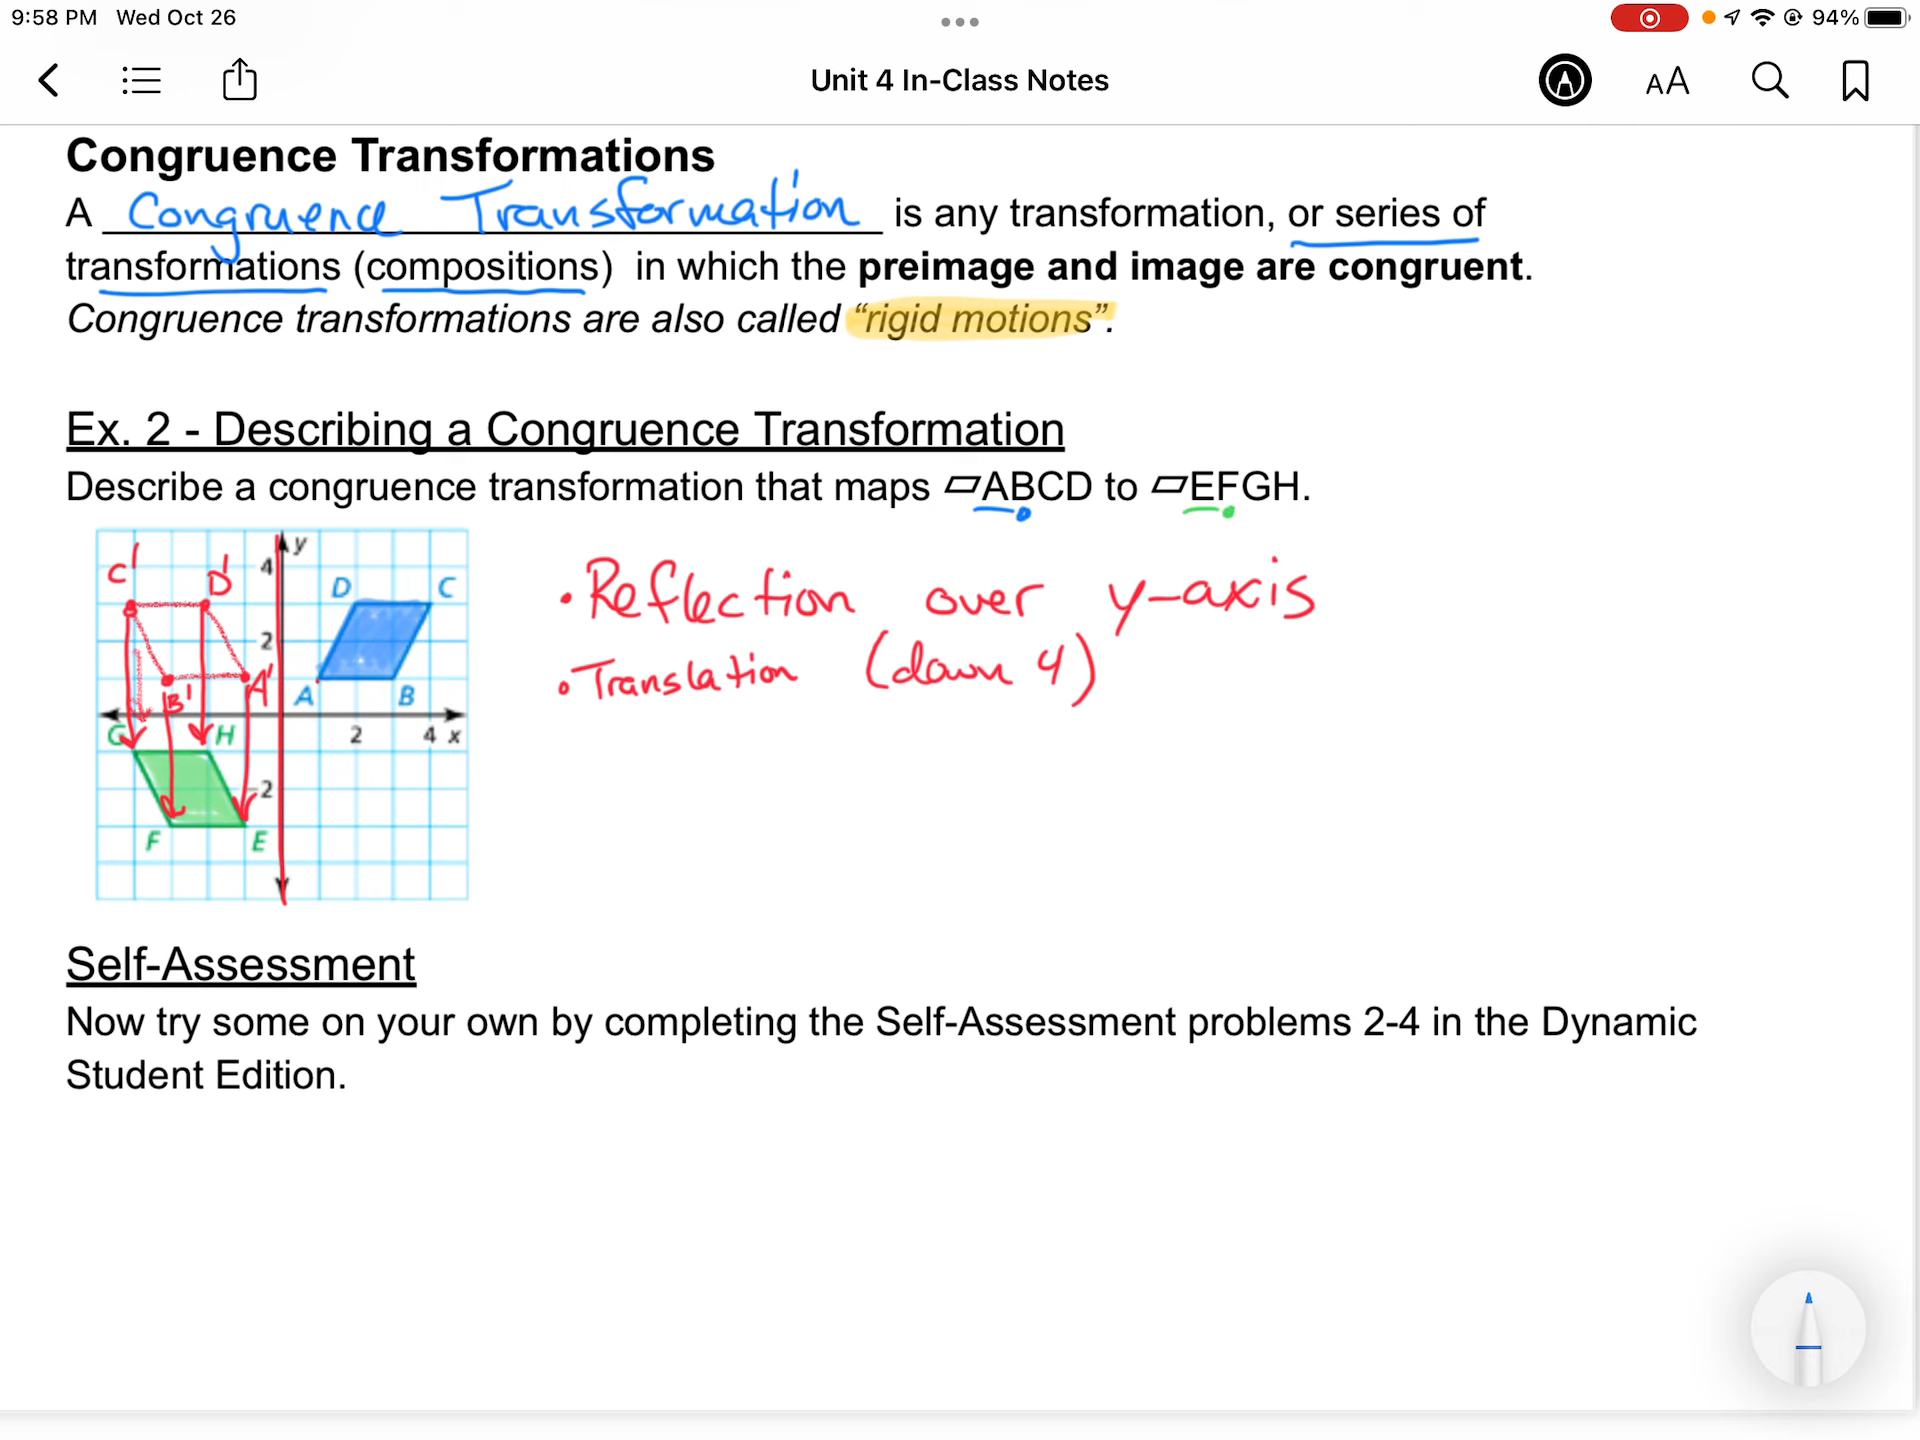 9:58 PM Wed Oct 26
94%
Unit 4 In-Class Notes
Congruence Transformations
A Congruence Transformation is any transformation, or series of
transformations (compositions) in which the preimage and image are congruent.
Congruence transformations are also called “rigid motions”.
Ex. 2 - Describing a Congruence Transformation
Describe a congruence transformation that maps ▱ABCD to ▱EFGH.
y
C' D' 4 D C
2
B' A' A B
G H 2 4 x
-2
F E
• Reflection over y-axis
• Translation (down 4)
Self-Assessment
Now try some on your own by completing the Self-Assessment problems 2-4 in the Dynamic
Student Edition.